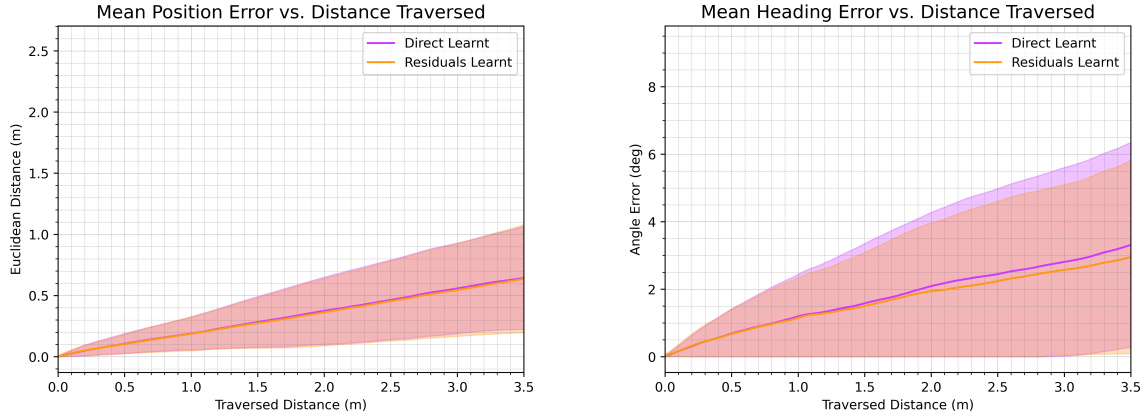 Mean Position Error vs. Distance Traversed
Euclidean Distance (m)
2.5
2.0
1.5
1.0
0.5
0.0
0.0 0.5 1.0 1.5 2.0 2.5 3.0 3.5
Traversed Distance (m)
Direct Learnt
Residuals Learnt
Mean Heading Error vs. Distance Traversed
Angle Error (deg)
8
6
4
2
0
0.0 0.5 1.0 1.5 2.0 2.5 3.0 3.5
Traversed Distance (m)
Direct Learnt
Residuals Learnt